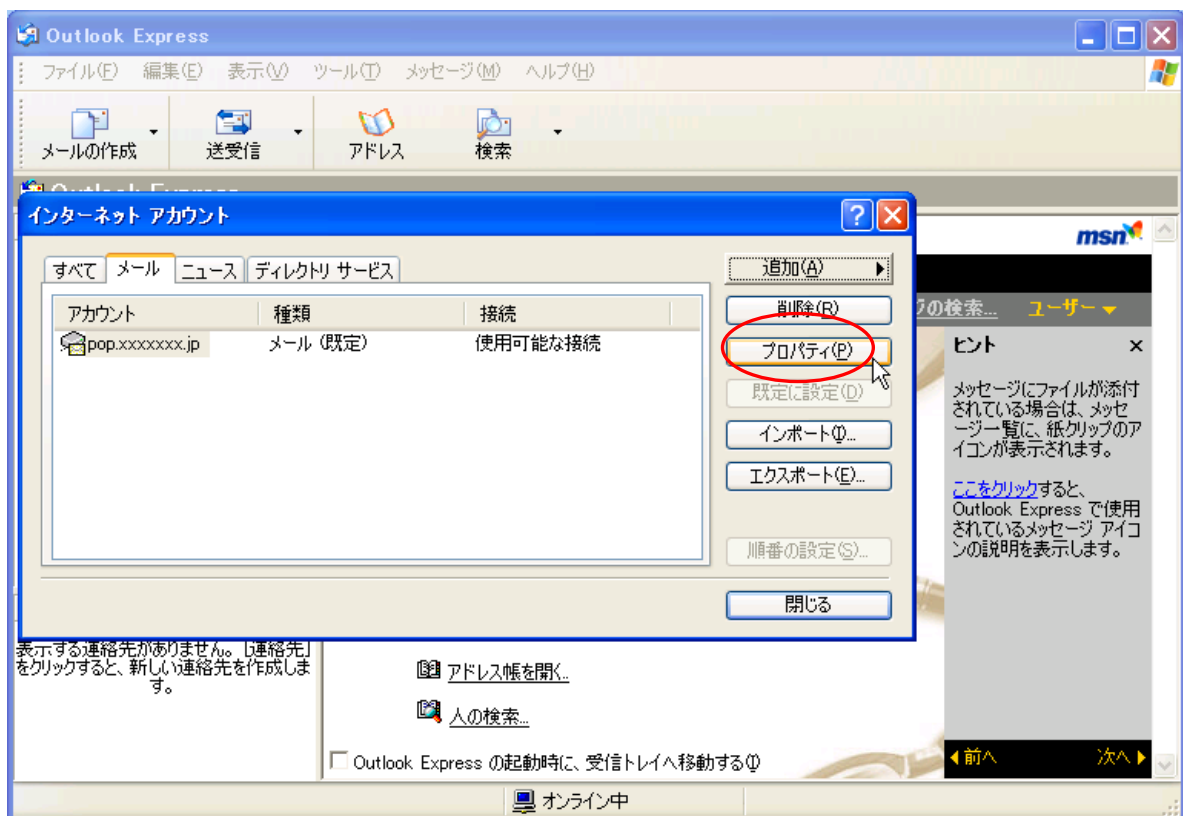 Outlook Express
ファイル(F) 編集(E) 表示(V) ツール(T) メッセージ(M) ヘルプ(H)
メールの作成 送受信 アドレス 検索
Outlook Express
インターネット アカウント
msn
すべて メール ニュース ディレクトリ サービス
追加(A)
アカウント 種類 接続
削除(R)
の検索... ユーザー
pop.xxxxxxx.jp メール (既定) 使用可能な接続
プロパティ(P)
ヒント ×
既定に設定(D)
メッセージにファイルが添付
されている場合は、メッセ
ージ一覧に、紙クリップのア
イコンが表示されます。
インポート(I)...
エクスポート(E)...
ここをクリックすると、
Outlook Express で使用
されているメッセージ アイコ
ンの説明を表示します。
順番の設定(S)...
閉じる
表示する連絡先がありません。[連絡先]
をクリックすると、新しい連絡先を作成しま
す。
アドレス帳を開く...
人の検索...
Outlook Express の起動時に、受信トレイへ移動する(I)
前へ 次へ
オンライン中